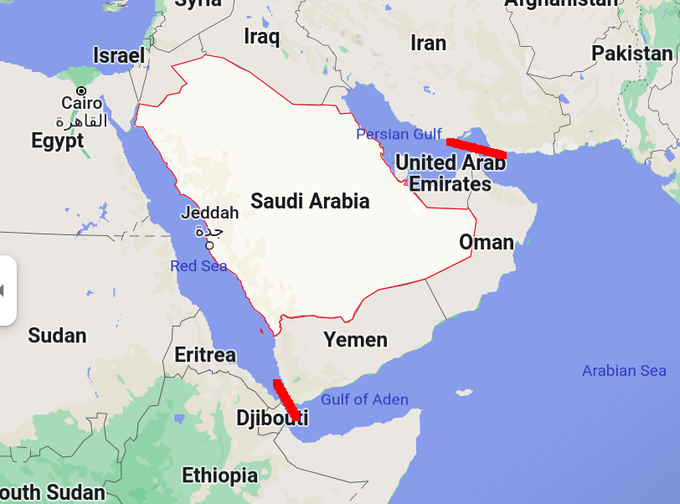 Syria
Afghanistan
Iraq
Iran
Israel
Pakistan
Cairo
القاهرة
Egypt
Persian Gulf
United Arab
Emirates
Saudi Arabia
Jeddah
جدة
Oman
Red Sea
Sudan
Yemen
Eritrea
Arabian Sea
Gulf of Aden
Djibouti
Ethiopia
outh Sudan